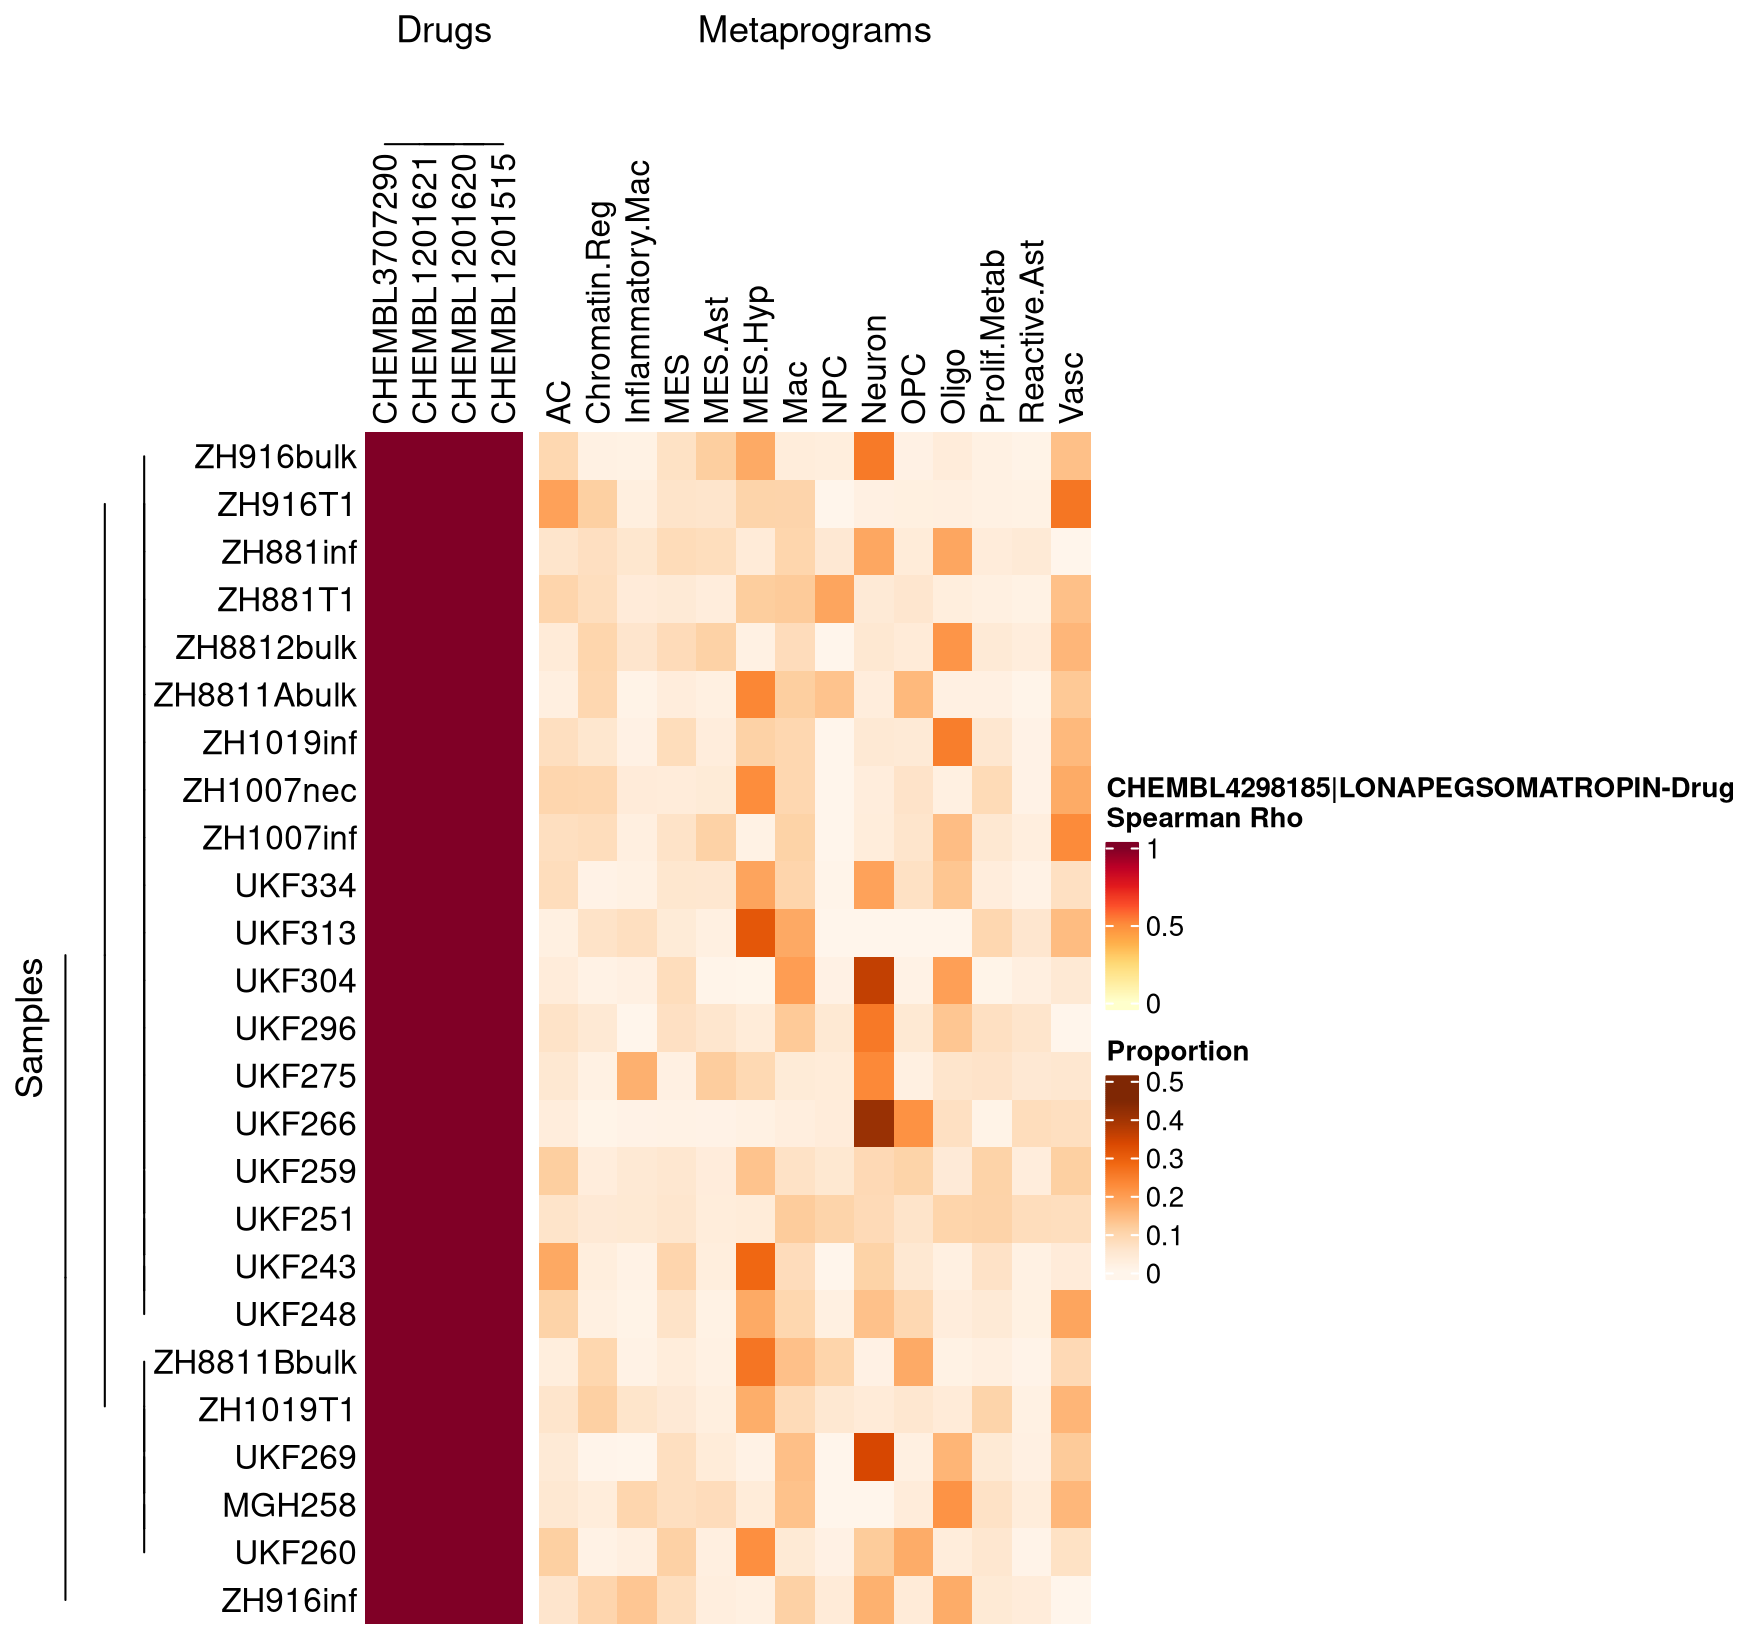 Drugs
Metaprograms
CHEMBL3707290
CHEMBL1201621
CHEMBL1201620
CHEMBL1201515
AC
Chromatin.Reg
Inflammatory.Mac
MES
MES.Ast
MES.Hyp
Mac
NPC
Neuron
OPC
Oligo
Prolif.Metab
Reactive.Ast
Vasc
Samples
ZH916bulk
ZH916T1
ZH881inf
ZH881T1
ZH8812bulk
ZH8811Abulk
ZH1019inf
ZH1007nec
ZH1007inf
UKF334
UKF313
UKF304
UKF296
UKF275
UKF266
UKF259
UKF251
UKF243
UKF248
ZH8811Bbulk
ZH1019T1
UKF269
MGH258
UKF260
ZH916inf
CHEMBL4298185|LONAPEGSOMATROPIN-Drug
Spearman Rho
1
0.5
0
Proportion
0.5
0.4
0.3
0.2
0.1
0